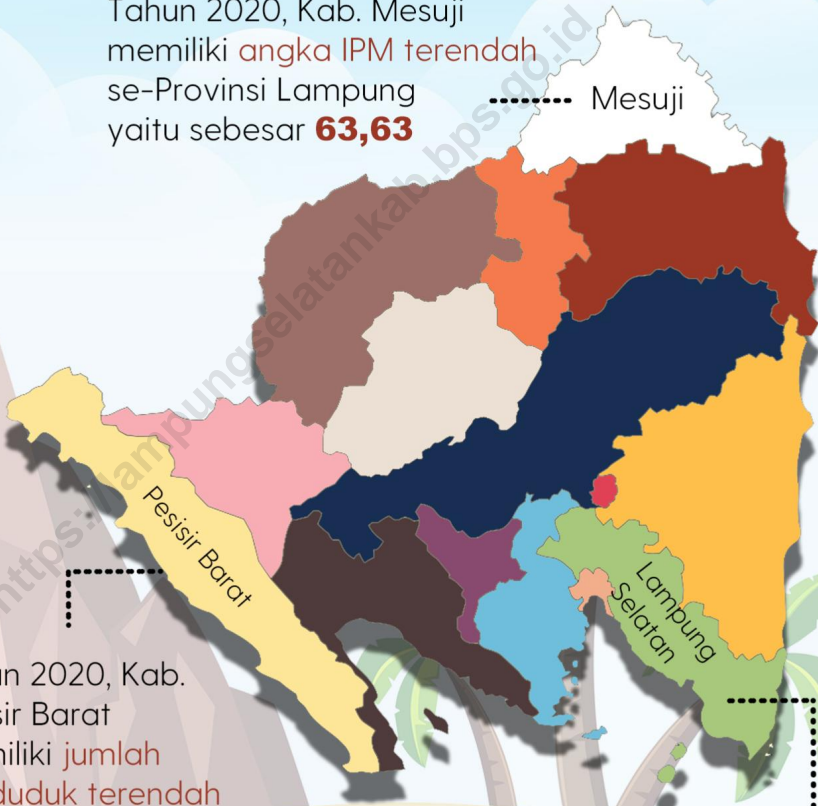 Tahun 2020, Kab. Mesuji
memiliki angka IPM terendah
se-Provinsi Lampung
yaitu sebesar 63,63
Mesuji
https://lampungselatankab.bps.go.id
Pesisir Barat
Lampung
Selatan
un 2020, Kab.
sir Barat
niliki jumlah
duduk terendah